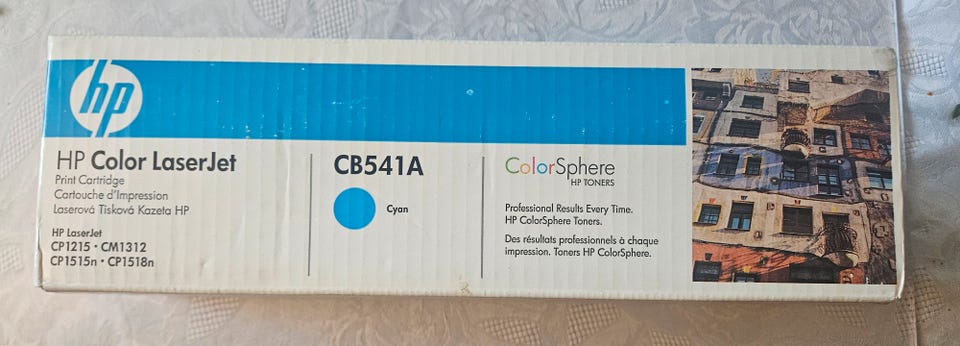 hp
HP Color LaserJet
Print Cartridge
Cartouche d'Impression
Laserová Tisková Kazeta HP
HP LaserJet
CP1215 • CM1312
CP1515n • CP1518n
CB541A
Cyan
ColorSphere
HP TONERS
Professional Results Every Time.
HP ColorSphere Toners.
Des résultats professionnels à chaque
impression. Toners HP ColorSphere.